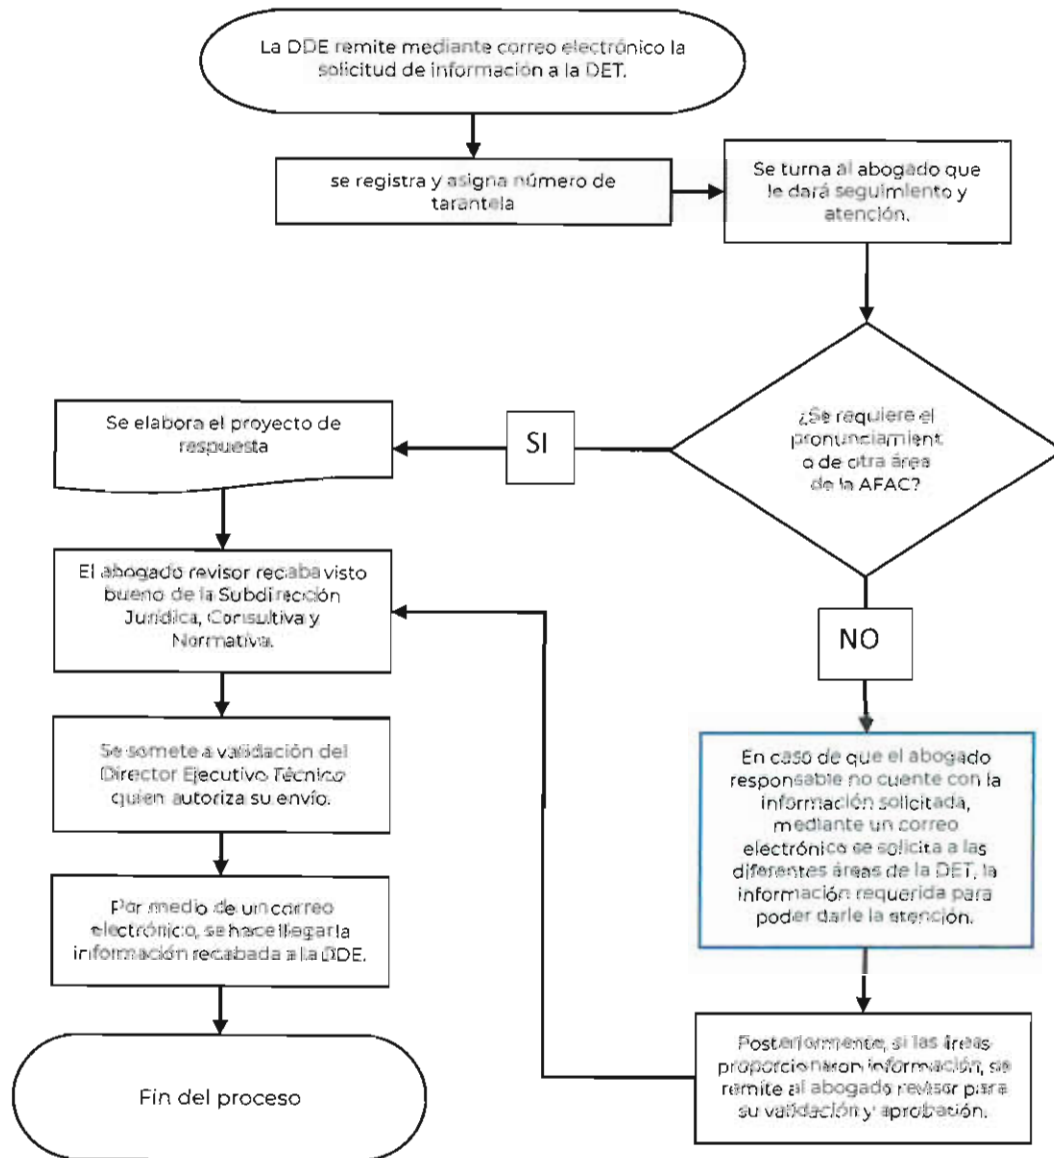 La DDE remite mediante correo electrónico la
solicitud de información a la DET.
se registra y asigna número de
tarantela
Se turna al abogado que
le dará seguimiento y
atención.
¿Se requiere el
pronunciamient
o de otra área
de la AFAC?
SI
Se elabora el proyecto de
respuesta
El abogado revisor recaba visto
bueno de la Subdirección
Jurídica, Consultiva y
Normativa.
Se somete a validación del
Director Ejecutivo Técnico
quien autoriza su envío.
Por medio de un correo
electrónico, se hace llegar la
información recabada a la DDE.
Fin del proceso
NO
En caso de que el abogado
responsable no cuente con la
información solicitada,
mediante un correo
electrónico se solicita a las
diferentes áreas de la DET, la
información requerida para
poder darle la atención.
Posteriormente, si las áreas
proporcionaron información, se
remite al abogado revisor para
su validación y aprobación.